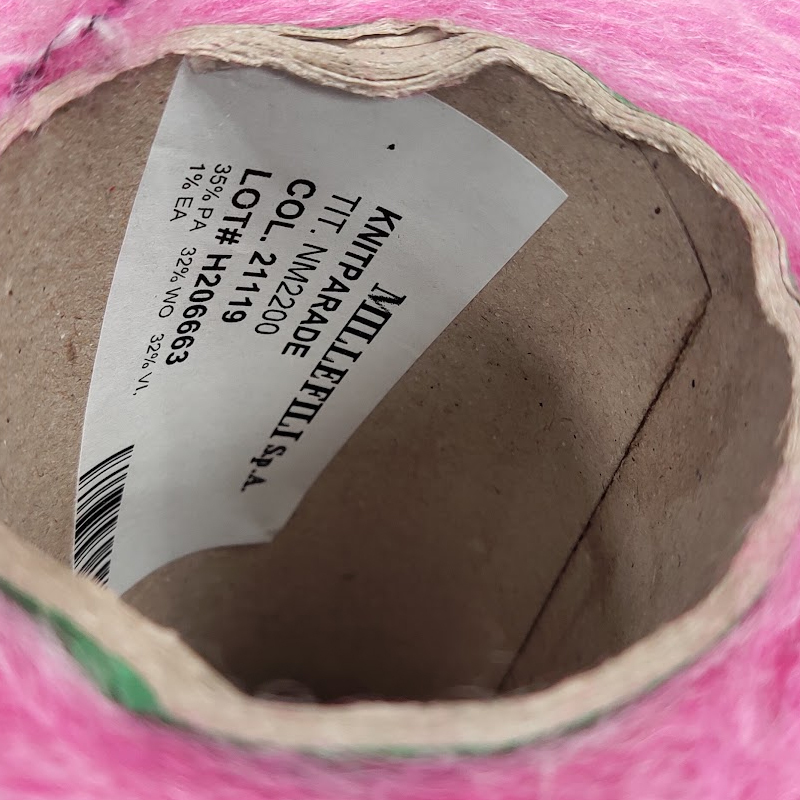 MILLEFILI S.p.A.
KNITPARADE
TIT. NM2200
COL. 21119
LOT# H206663
35% PA 32% WO 32% VI.
1% EA